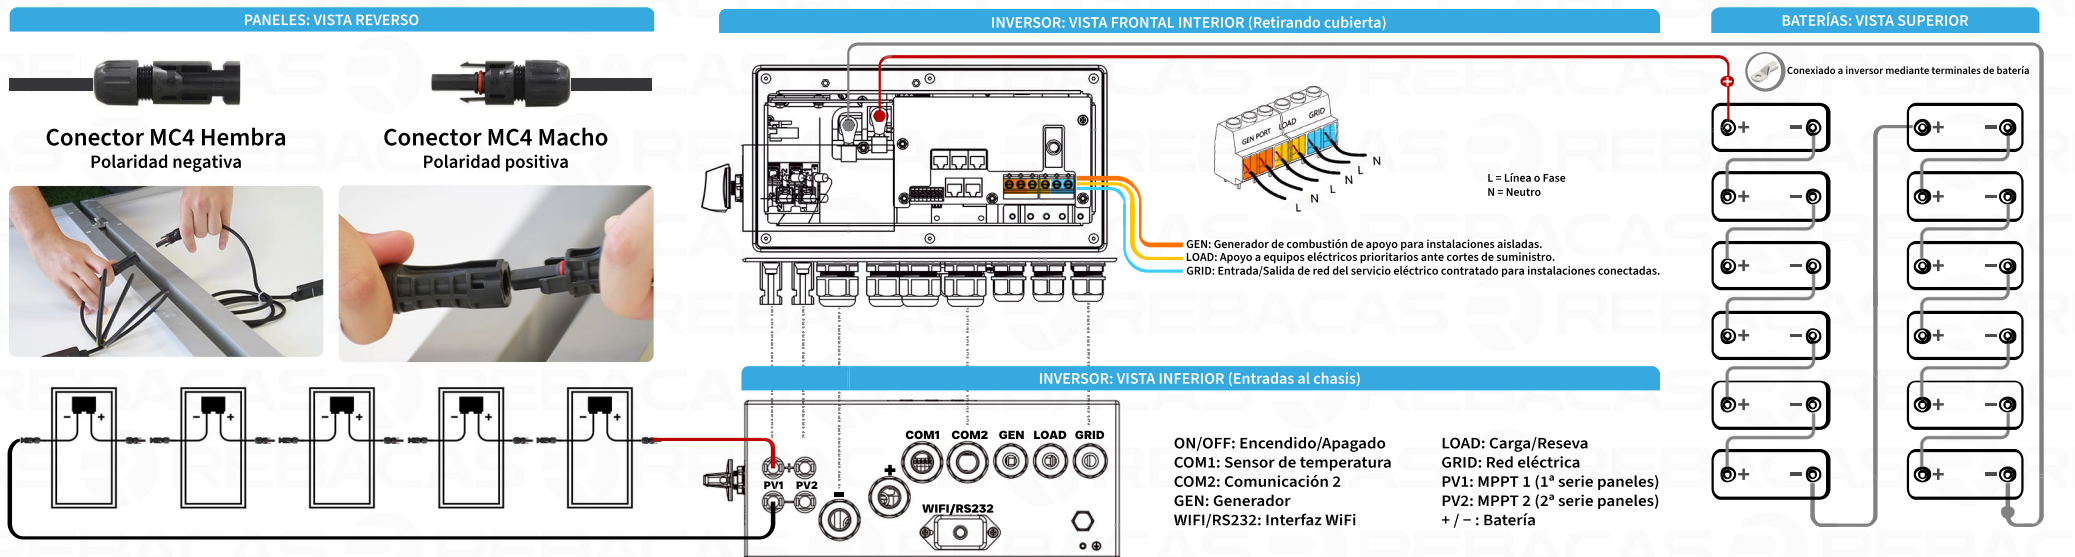 PANELES: VISTA REVERSO
Conector MC4 Hembra
Polaridad negativa
Conector MC4 Macho
Polaridad positiva
INVERSOR: VISTA FRONTAL INTERIOR (Retirando cubierta)
GEN PORT
LOAD
GRID
L
N
L
N
L
N
L = Línea o Fase
N = Neutro
GEN: Generador de combustión de apoyo para instalaciones aisladas.
LOAD: Apoyo a equipos eléctricos prioritarios ante cortes de suministro.
GRID: Entrada/Salida de red del servicio eléctrico contratado para instalaciones conectadas.
INVERSOR: VISTA INFERIOR (Entradas al chasis)
COM1 COM2 GEN LOAD GRID
PV1 PV2
WIFI/RS232
ON/OFF: Encendido/Apagado
COM1: Sensor de temperatura
COM2: Comunicación 2
GEN: Generador
WIFI/RS232: Interfaz WiFi
LOAD: Carga/Reseva
GRID: Red eléctrica
PV1: MPPT 1 (1ª serie paneles)
PV2: MPPT 2 (2ª serie paneles)
+ / − : Batería
BATERÍAS: VISTA SUPERIOR
Conexiado a inversor mediante terminales de batería
REBACAS